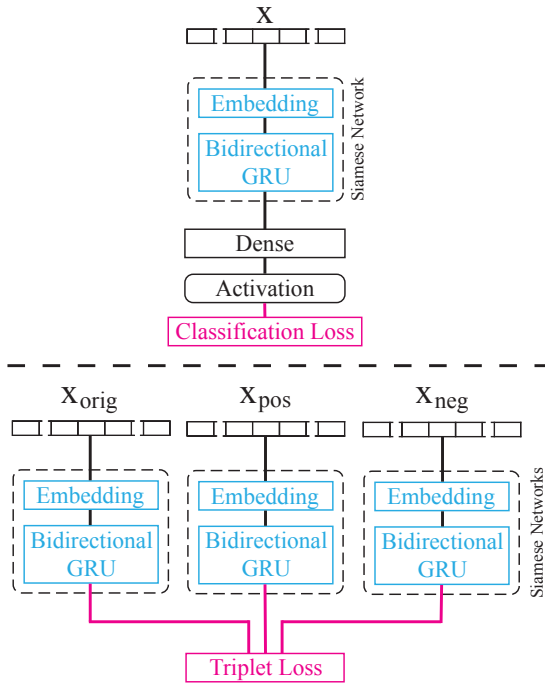 x
Embedding
Bidirectional
GRU
Siamese Network
Dense
Activation
Classification Loss
xorig xpos xneg
Embedding Embedding Embedding
Bidirectional Bidirectional Bidirectional
GRU GRU GRU
Siamese Networks
Triplet Loss